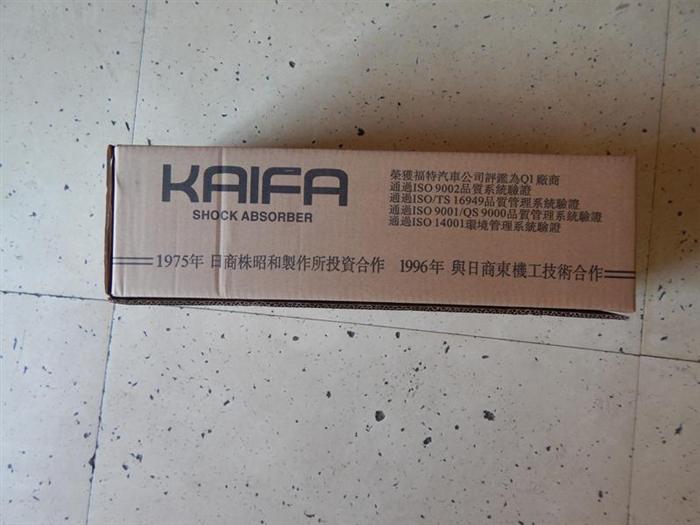 KAIFA
SHOCK ABSORBER
榮獲福特汽車公司評鑑為Q1廠商
通過ISO 9002品質系統驗證
通過ISO/TS 16949品質管理系統驗證
通過ISO 9001/QS 9000品質管理系統驗證
通過ISO 14001環境管理系統驗證
1975年 日商株昭和製作所投資合作 1996年 與日商東機工技術合作